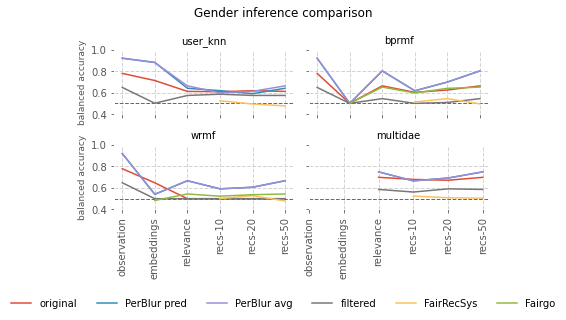 Gender inference comparison
user_knn
bprmf
balanced accuracy
1.0
0.8
0.6
0.4
wrmf
multidae
balanced accuracy
1.0
0.8
0.6
0.4
observation
embeddings
relevance
recs-10
recs-20
recs-50
observation
embeddings
relevance
recs-10
recs-20
recs-50
original PerBlur pred PerBlur avg filtered FairRecSys Fairgo